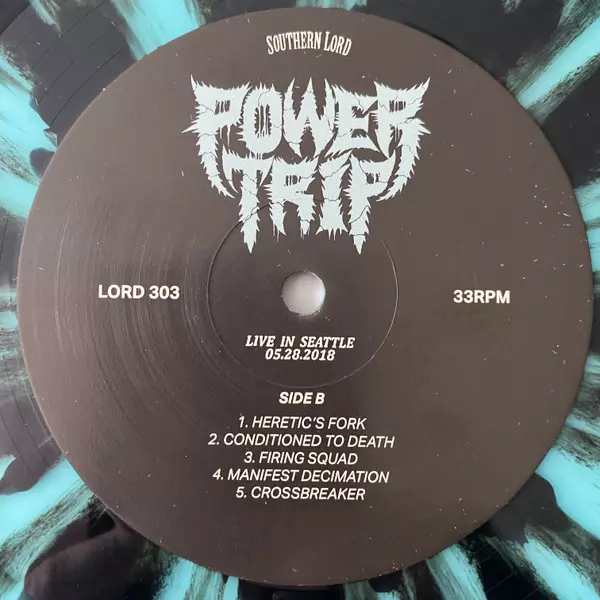 SOUTHERN LORD
POWER
TRIP
LORD 303
33RPM
LIVE IN SEATTLE
05.28.2018
SIDE B
1. HERETIC'S FORK
2. CONDITIONED TO DEATH
3. FIRING SQUAD
4. MANIFEST DECIMATION
5. CROSSBREAKER